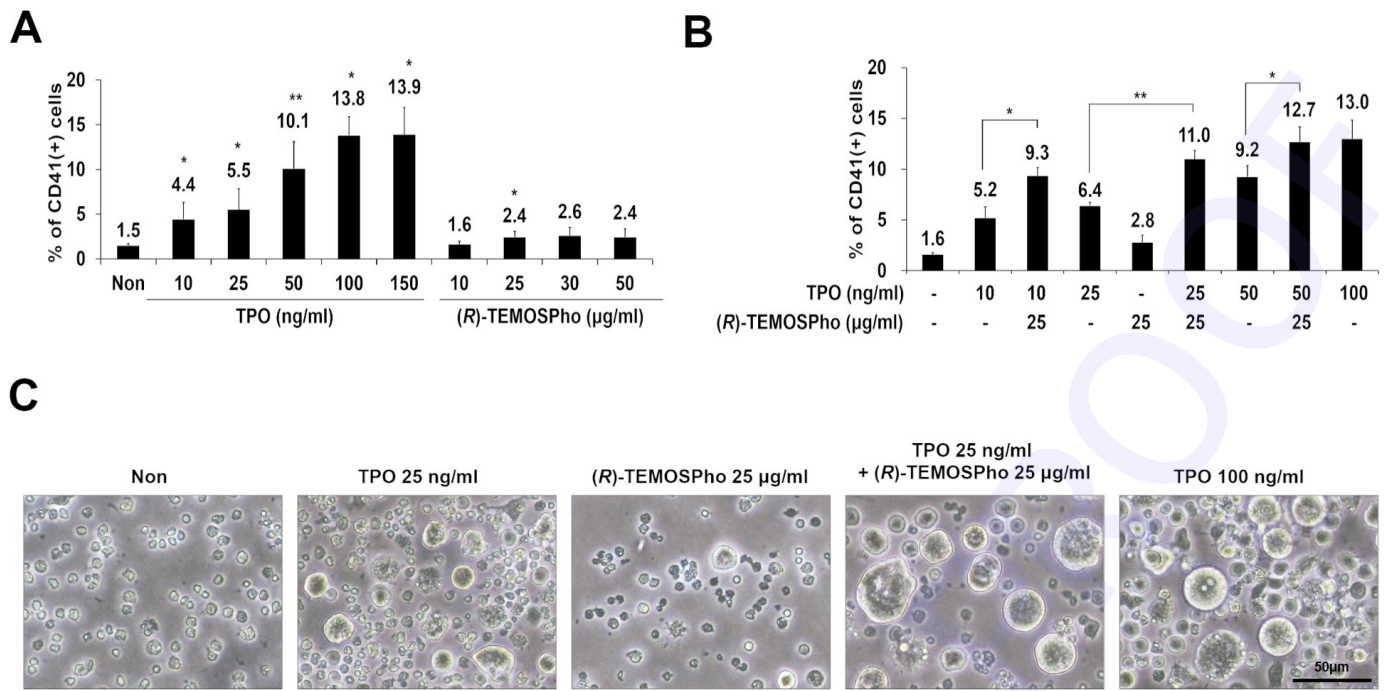 A
% of CD41(+) cells
20
15
10
5
0
1.5
*
4.4
*
5.5
**
10.1
*
13.8
*
13.9
1.6
*
2.4
2.6
2.4
Non 10 25 50 100 150 10 25 30 50
TPO (ng/ml) (R)-TEMOSPho (µg/ml)
B
% of CD41(+) cells
20
15
10
5
0
1.6
5.2
*
9.3
6.4
2.8
**
11.0
9.2
*
12.7
13.0
TPO (ng/ml) - 10 10 25 - 25 50 50 100
(R)-TEMOSPho (µg/ml) - - 25 - 25 25 - 25 -
C
Non
TPO 25 ng/ml
(R)-TEMOSPho 25 µg/ml
TPO 25 ng/ml
+ (R)-TEMOSPho 25 µg/ml
TPO 100 ng/ml
50µm
PROOF